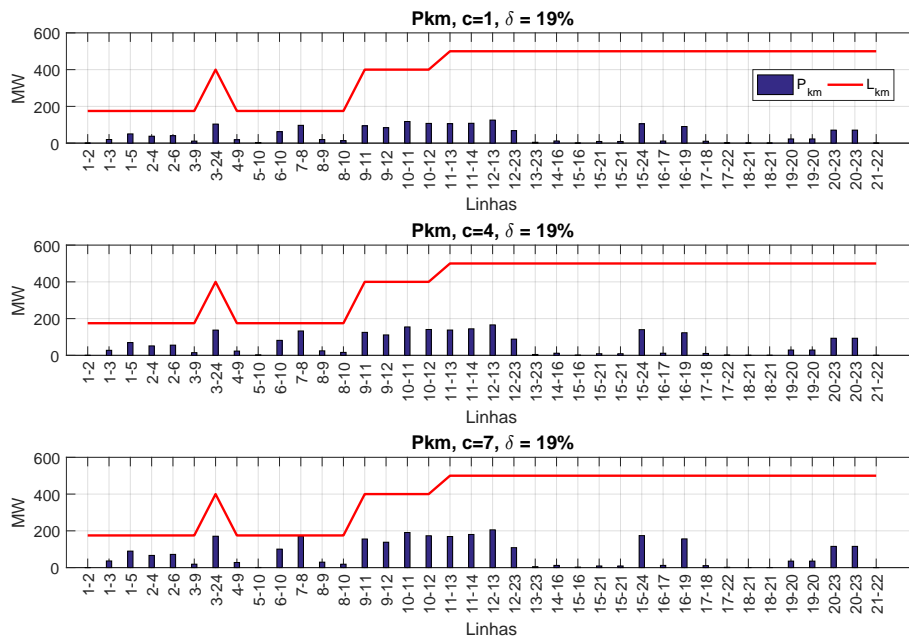 Pkm, c=1, δ = 19%
600
400
200
0
MW
P_km
L_km
1-2 1-3 1-5 2-4 2-6 3-9 3-24 4-9 5-10 6-10 7-8 8-9 8-10 9-11 9-12 10-11 10-12 11-13 11-14 12-13 12-23 13-23 14-16 15-16 15-21 15-21 15-24 16-17 16-19 17-18 17-22 18-21 18-21 19-20 19-20 20-23 20-23 21-22
Linhas
Pkm, c=4, δ = 19%
600
400
200
0
MW
1-2 1-3 1-5 2-4 2-6 3-9 3-24 4-9 5-10 6-10 7-8 8-9 8-10 9-11 9-12 10-11 10-12 11-13 11-14 12-13 12-23 13-23 14-16 15-16 15-21 15-21 15-24 16-17 16-19 17-18 17-22 18-21 18-21 19-20 19-20 20-23 20-23 21-22
Linhas
Pkm, c=7, δ = 19%
600
400
200
0
MW
1-2 1-3 1-5 2-4 2-6 3-9 3-24 4-9 5-10 6-10 7-8 8-9 8-10 9-11 9-12 10-11 10-12 11-13 11-14 12-13 12-23 13-23 14-16 15-16 15-21 15-21 15-24 16-17 16-19 17-18 17-22 18-21 18-21 19-20 19-20 20-23 20-23 21-22
Linhas